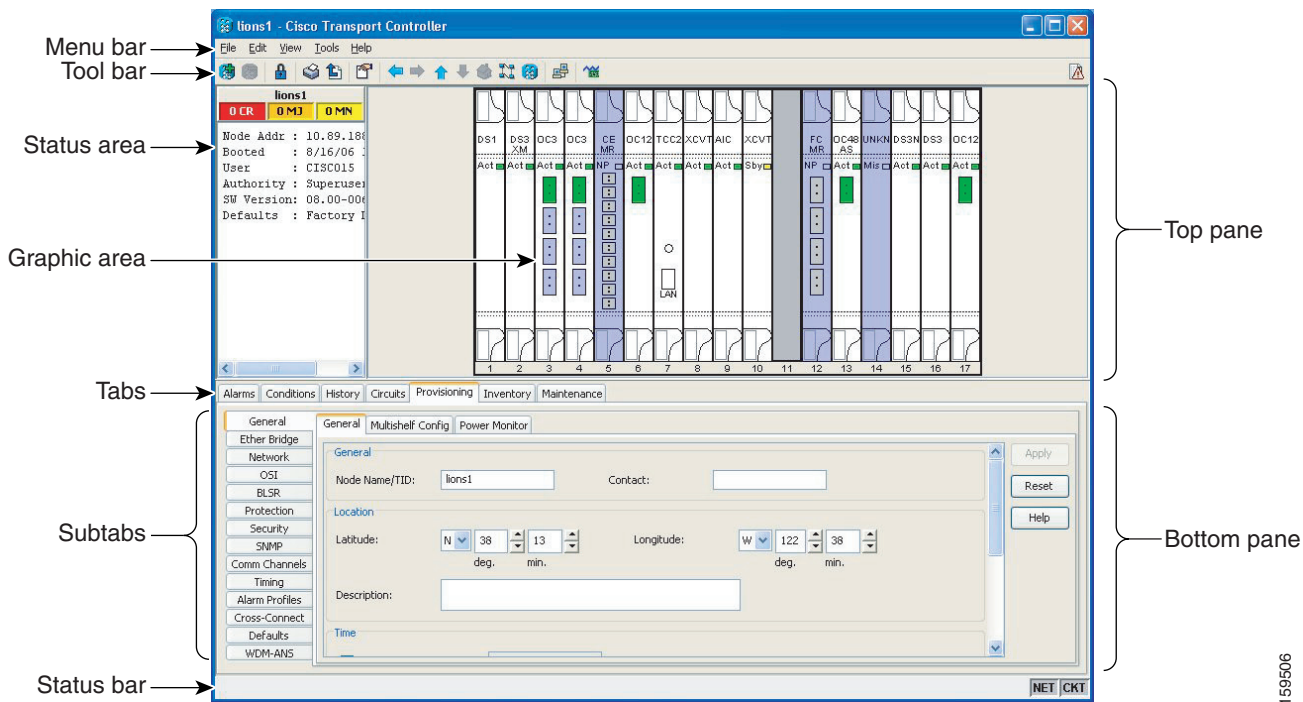 lions1 - Cisco Transport Controller
Menu bar
File Edit View Tools Help
Tool bar
lions1
0 CR 0 MJ 0 MN
Status area
Node Addr : 10.89.188
Booted : 8/16/06
User : CISCO15
Authority : Superuser
SW Version: 08.00-006
Defaults : Factory
DS1 DS3 XM OC3 OC3 CE MR OC12 TCC2 XCVT AIC XCVT FC MR OC48 AS UNKN DS3N DS3 OC12
Act Act Act Act NP Act Act Act Act Sby NP Act Mis Act Act Act
LAN
1 2 3 4 5 6 7 8 9 10 11 12 13 14 15 16 17
Graphic area
Top pane
Tabs
Alarms Conditions History Circuits Provisioning Inventory Maintenance
Subtabs
General
Ether Bridge
Network
OSI
BLSR
Protection
Security
SNMP
Comm Channels
Timing
Alarm Profiles
Cross-Connect
Defaults
WDM-ANS
General Multishelf Config Power Monitor
General
Node Name/TID: lions1 Contact:
Location
Latitude: N 38 13 Longitude: W 122 38
deg. min. deg. min.
Description:
Time
Apply
Reset
Help
Bottom pane
Status bar
NET CKT
159506